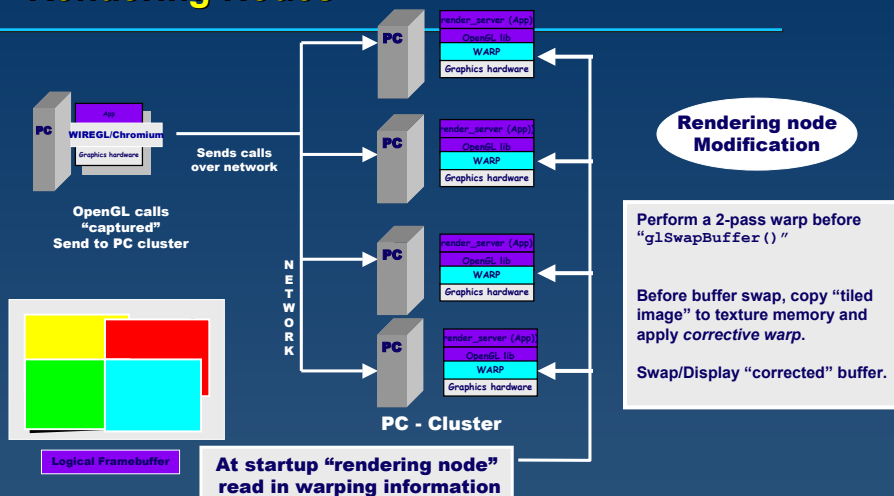 Rendering Nodes
PC
App
WIREGL/Chromium
Graphics hardware
OpenGL calls
“captured”
Send to PC cluster
Sends calls
over network
N
E
T
W
O
R
K
PC
render_server (App)
OpenGL lib
WARP
Graphics hardware
PC
render_server (App)
OpenGL lib
WARP
Graphics hardware
PC
render_server (App)
OpenGL lib
WARP
Graphics hardware
PC
render_server (App)
OpenGL lib
WARP
Graphics hardware
PC - Cluster
Rendering node
Modification
Perform a 2-pass warp before
“glSwapBuffer()”
Before buffer swap, copy “tiled
image” to texture memory and
apply corrective warp.
Swap/Display “corrected” buffer.
Logical Framebuffer
At startup “rendering node”
read in warping information